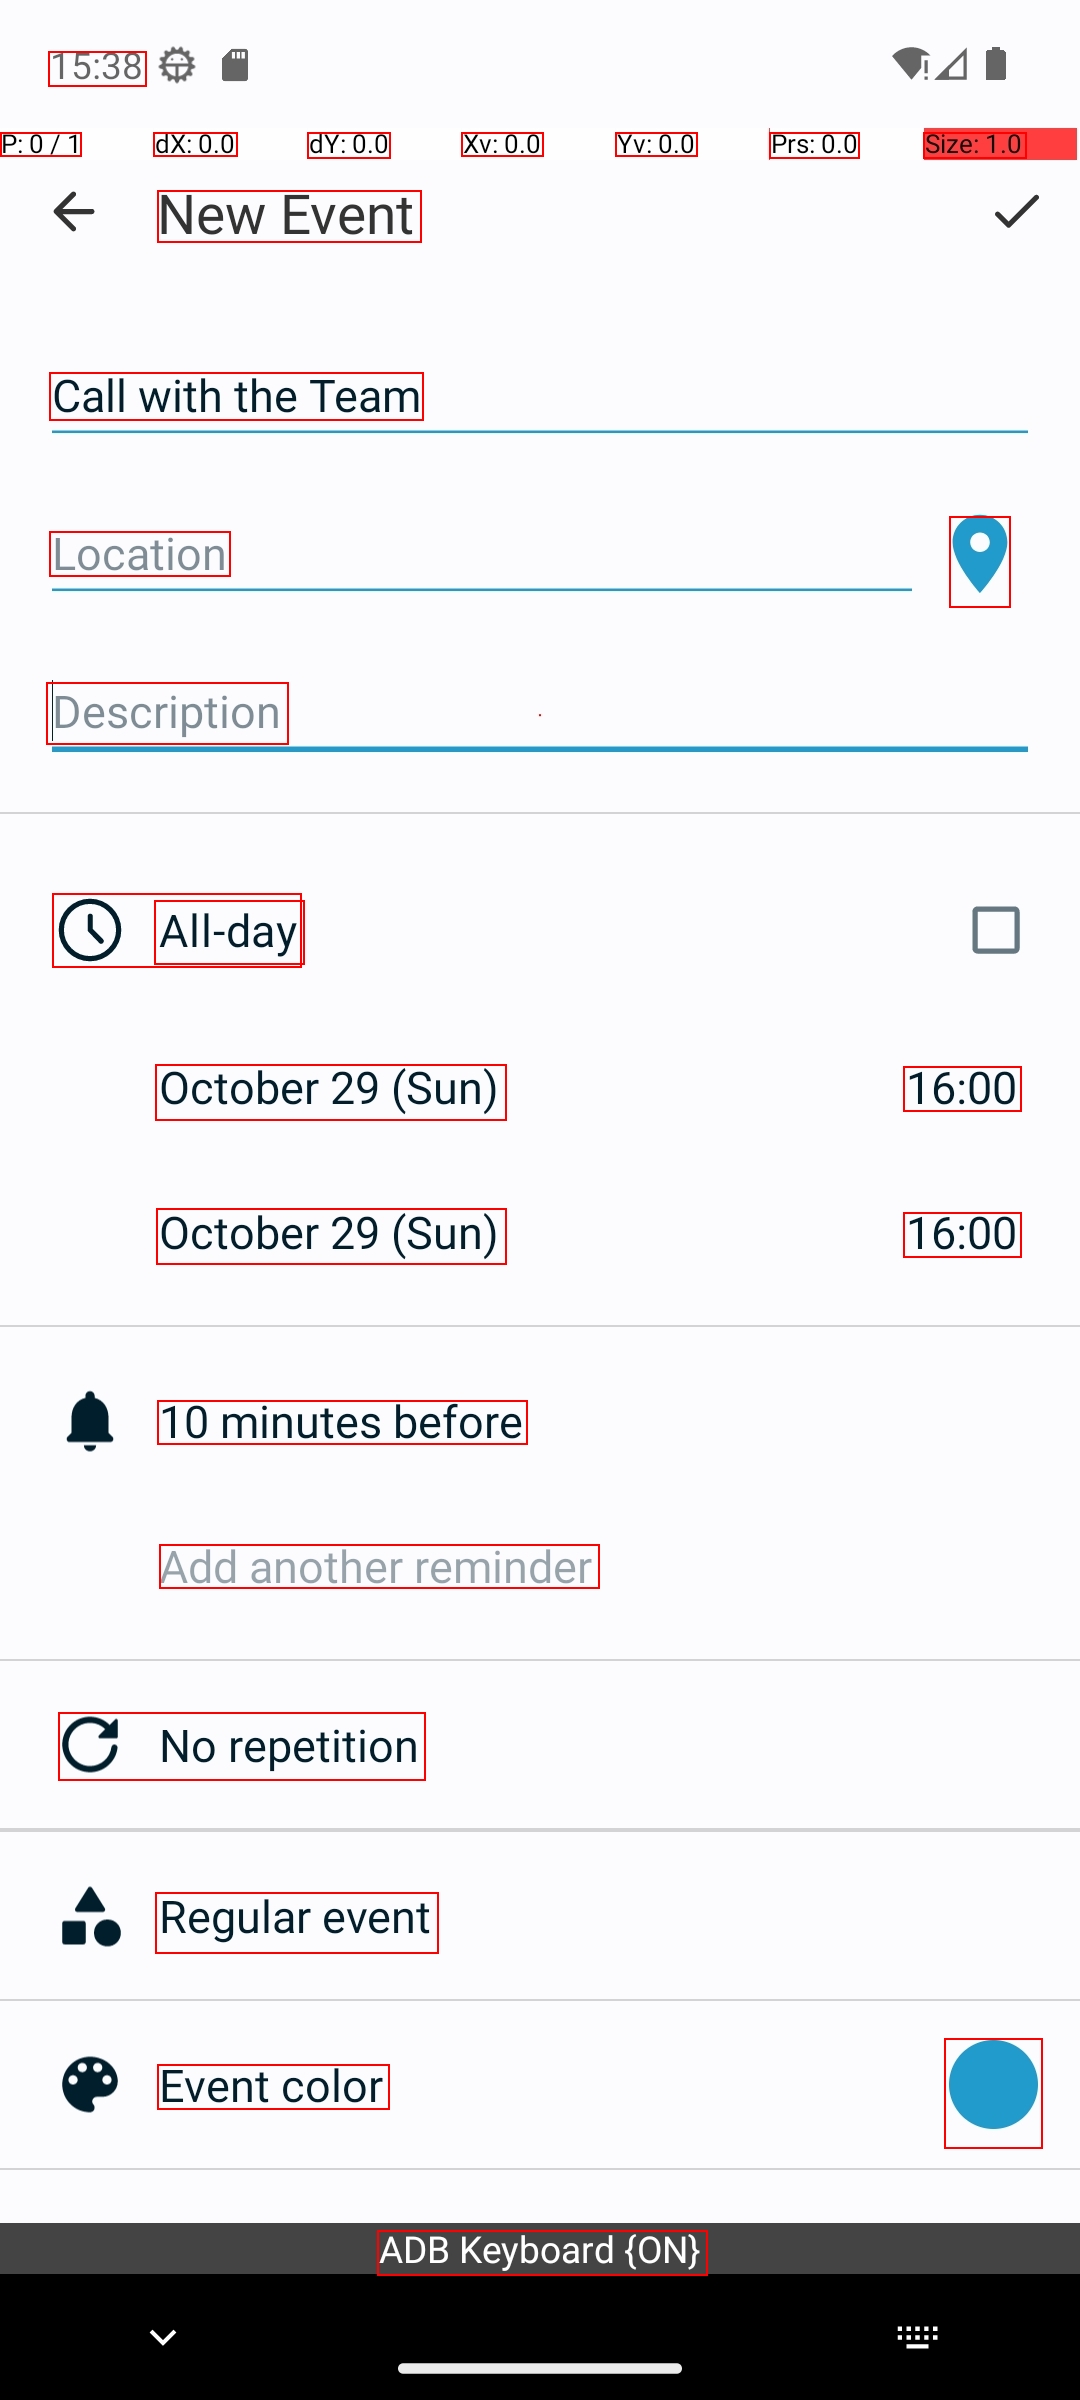 15:38
P: 0 / 1 dX: 0.0 dY: 0.0 Xv: 0.0 Yv: 0.0 Prs: 0.0 Size: 1.0
New Event
Call with the Team
Location
Description
All-day
October 29 (Sun) 16:00
October 29 (Sun) 16:00
10 minutes before
Add another reminder
No repetition
Regular event
Event color
ADB Keyboard {ON}